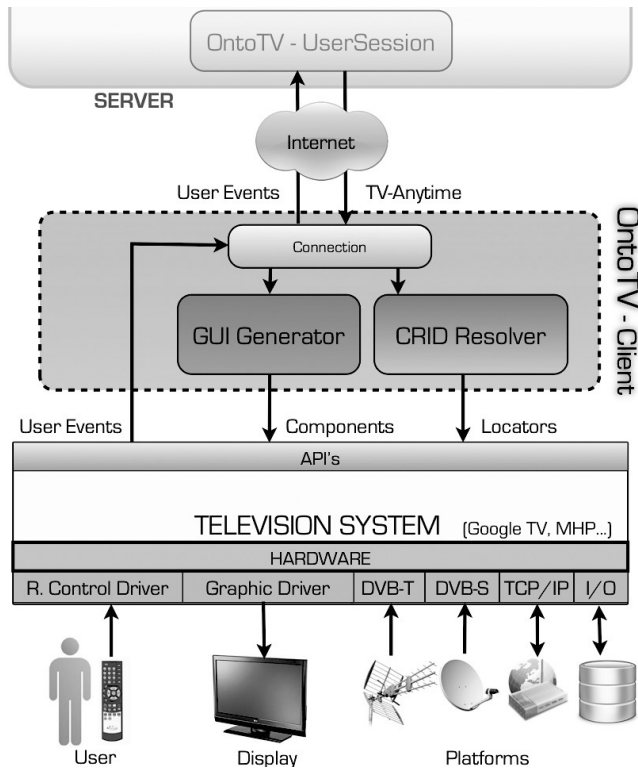 OntoTV - UserSession
SERVER
Internet
User Events
TV-Anytime
Connection
OntoTV - Client
GUI Generator
CRID Resolver
User Events
Components
Locators
API's
TELEVISION SYSTEM (Google TV, MHP...)
HARDWARE
R. Control Driver
Graphic Driver
DVB-T
DVB-S
TCP/IP
I/O
User
Display
Platforms